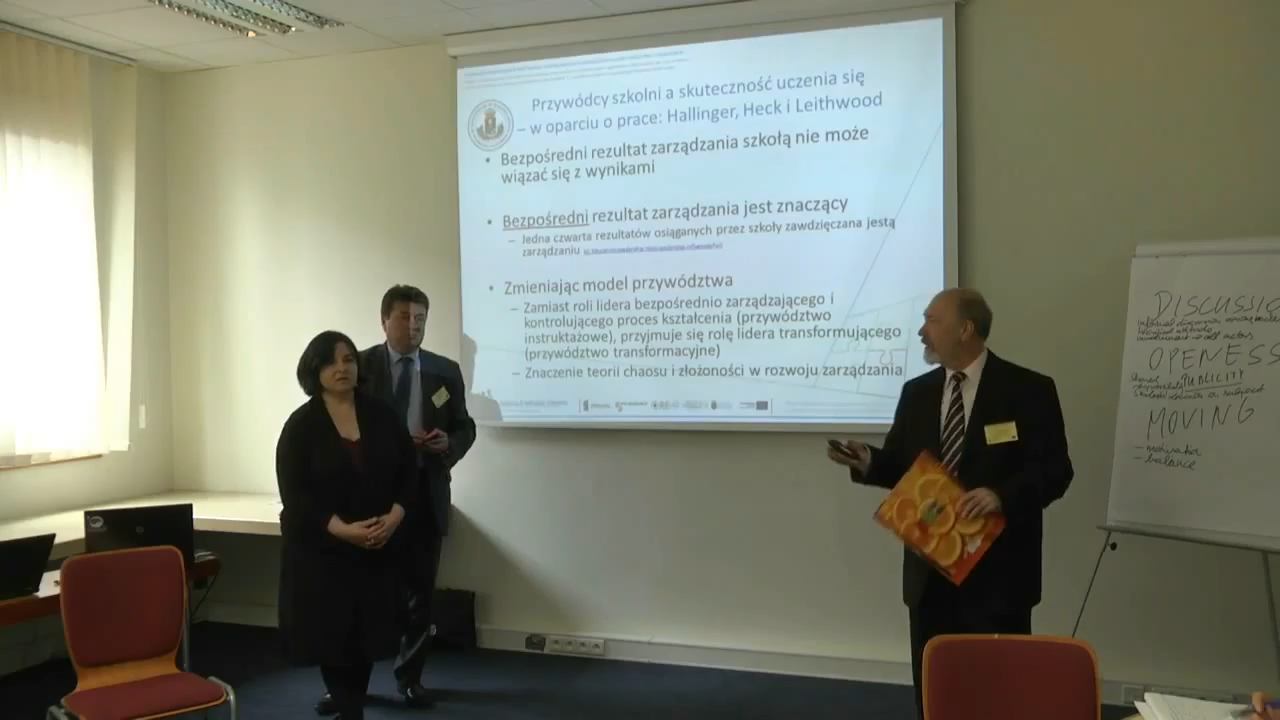 Przywódcy szkolni a skuteczność uczenia się
– w oparciu o prace: Hallinger, Heck i Leithwood
• Bezpośredni rezultat zarządzania szkołą nie może
wiązać się z wynikami
• Bezpośredni rezultat zarządzania jest znaczący
– Jedna czwarta rezultatów osiąganych przez szkoły zawdzięczana jestą
zarządzaniu
• Zmieniając model przywództwa
– Zamiast roli lidera bezpośrednio zarządzającego i
kontrolującego proces kształcenia (przywództwo
instruktażowe), przyjmuje się rolę lidera transformującego
(przywództwo transformacyjne)
– Znaczenie teorii chaosu i złożoności w rozwoju zarządzania
DISCUSSIO
OPENESS
PUBLICITY
MOVING
– motivation
– balance